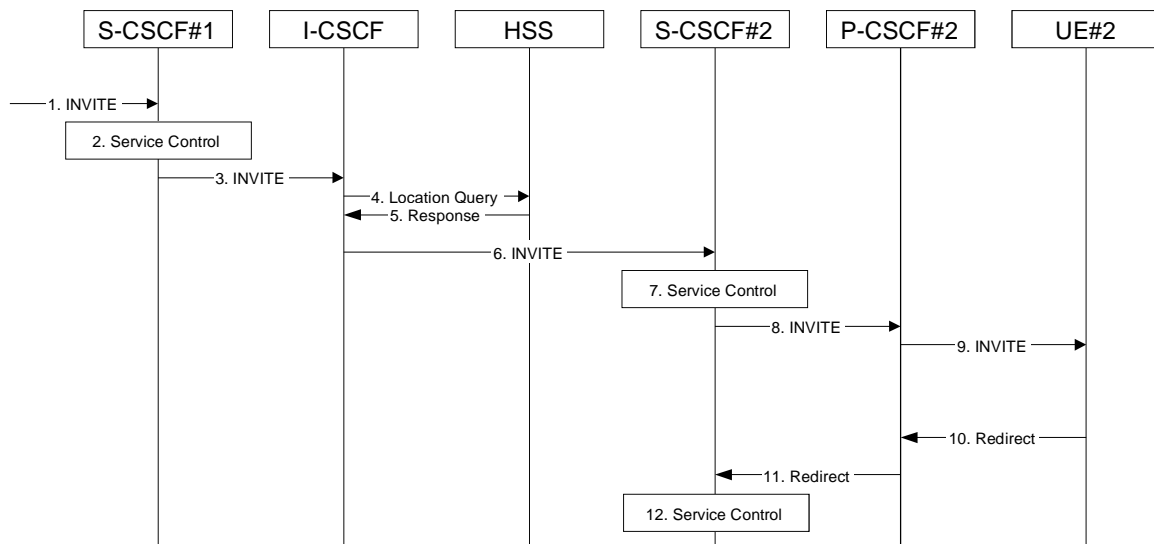 S-CSCF#1
I-CSCF
HSS
S-CSCF#2
P-CSCF#2
UE#2
1. INVITE
2. Service Control
3. INVITE
4. Location Query
5. Response
6. INVITE
7. Service Control
8. INVITE
9. INVITE
10. Redirect
11. Redirect
12. Service Control